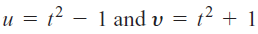 u = t² − 1 and υ = t² + 1